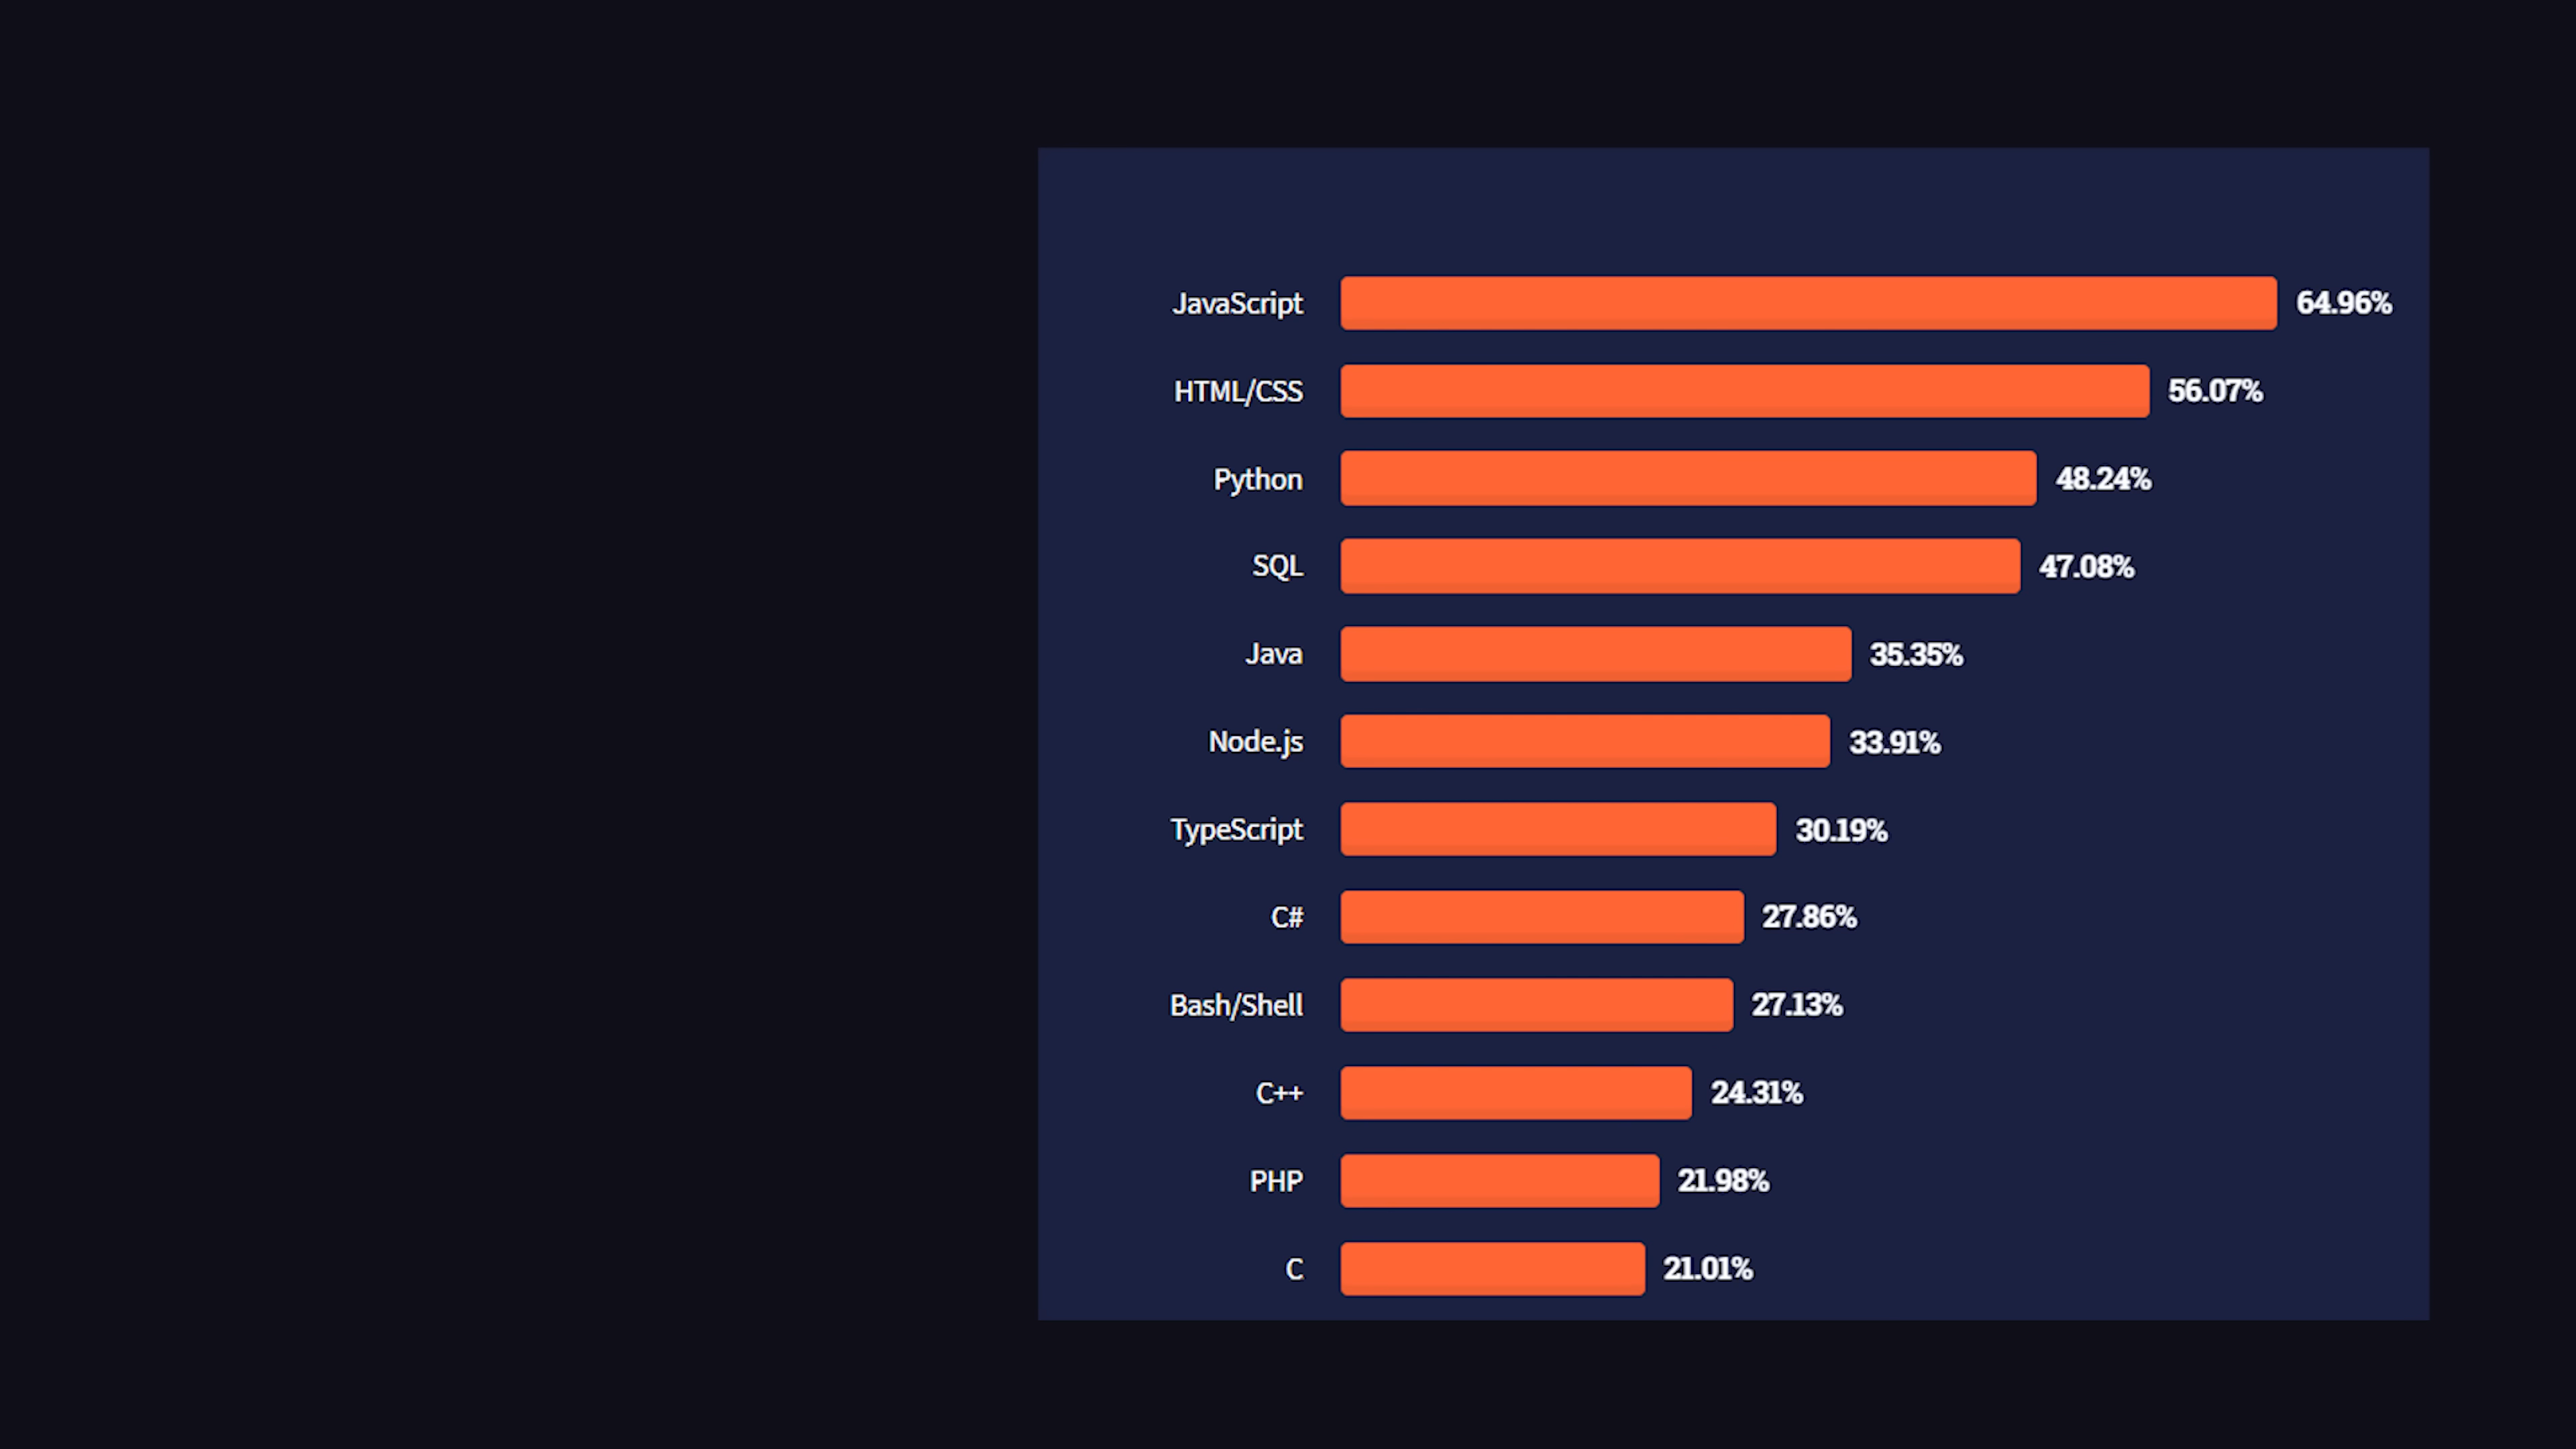 JavaScript 64.96%
HTML/CSS 56.07%
Python 48.24%
SQL 47.08%
Java 35.35%
Node.js 33.91%
TypeScript 30.19%
C# 27.86%
Bash/Shell 27.13%
C++ 24.31%
PHP 21.98%
C 21.01%